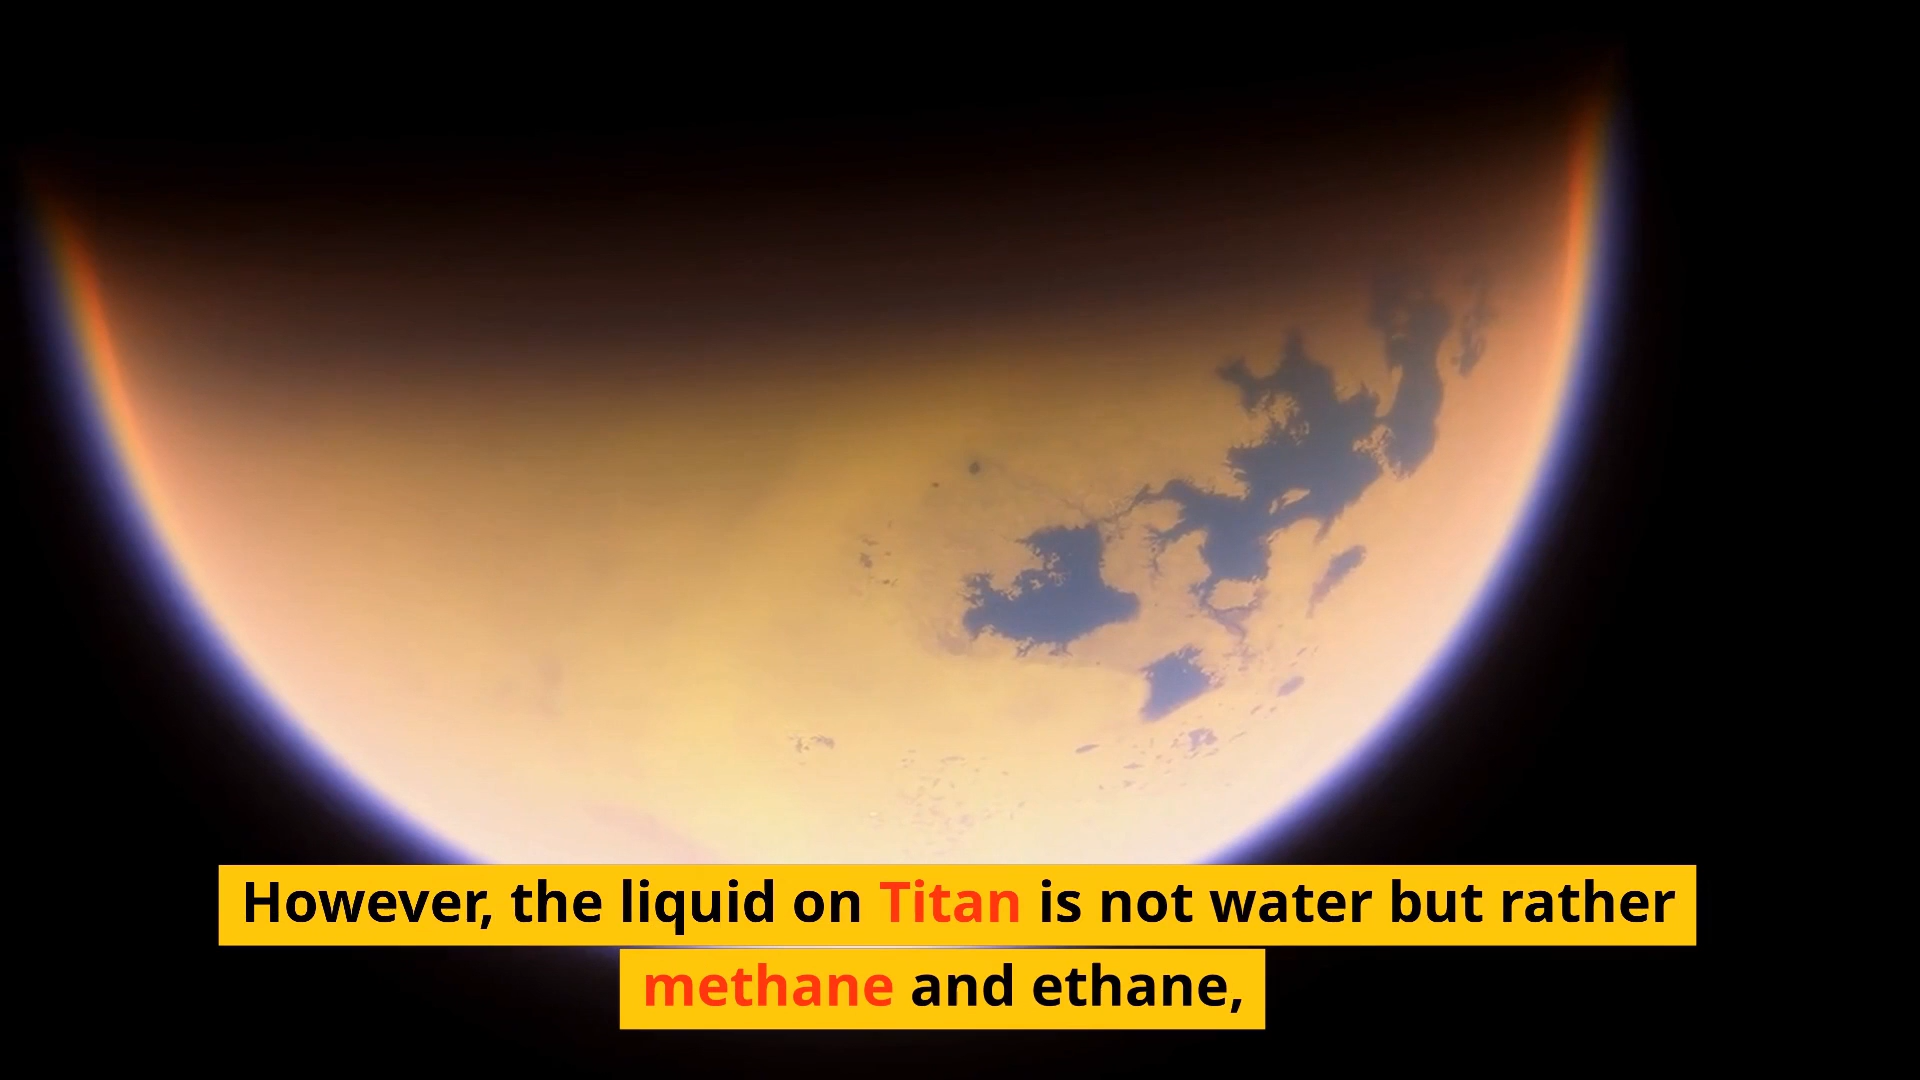 However, the liquid on Titan is not water but rather
methane and ethane,